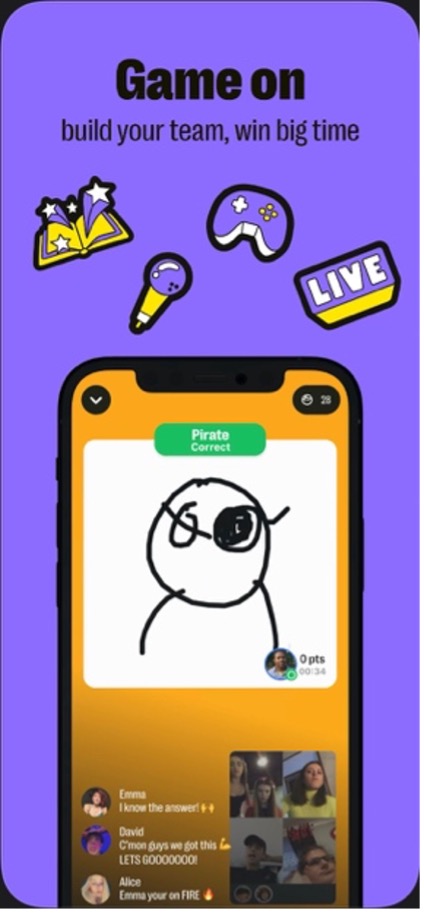 Game on
build your team, win big time
LIVE
28
Pirate
Correct
0 pts
00:34
Emma
I know the answer! 🙌
David
C'mon guys we got this 💪
LETS GOOOOOOO!
Alice
Emma your on FIRE 🔥